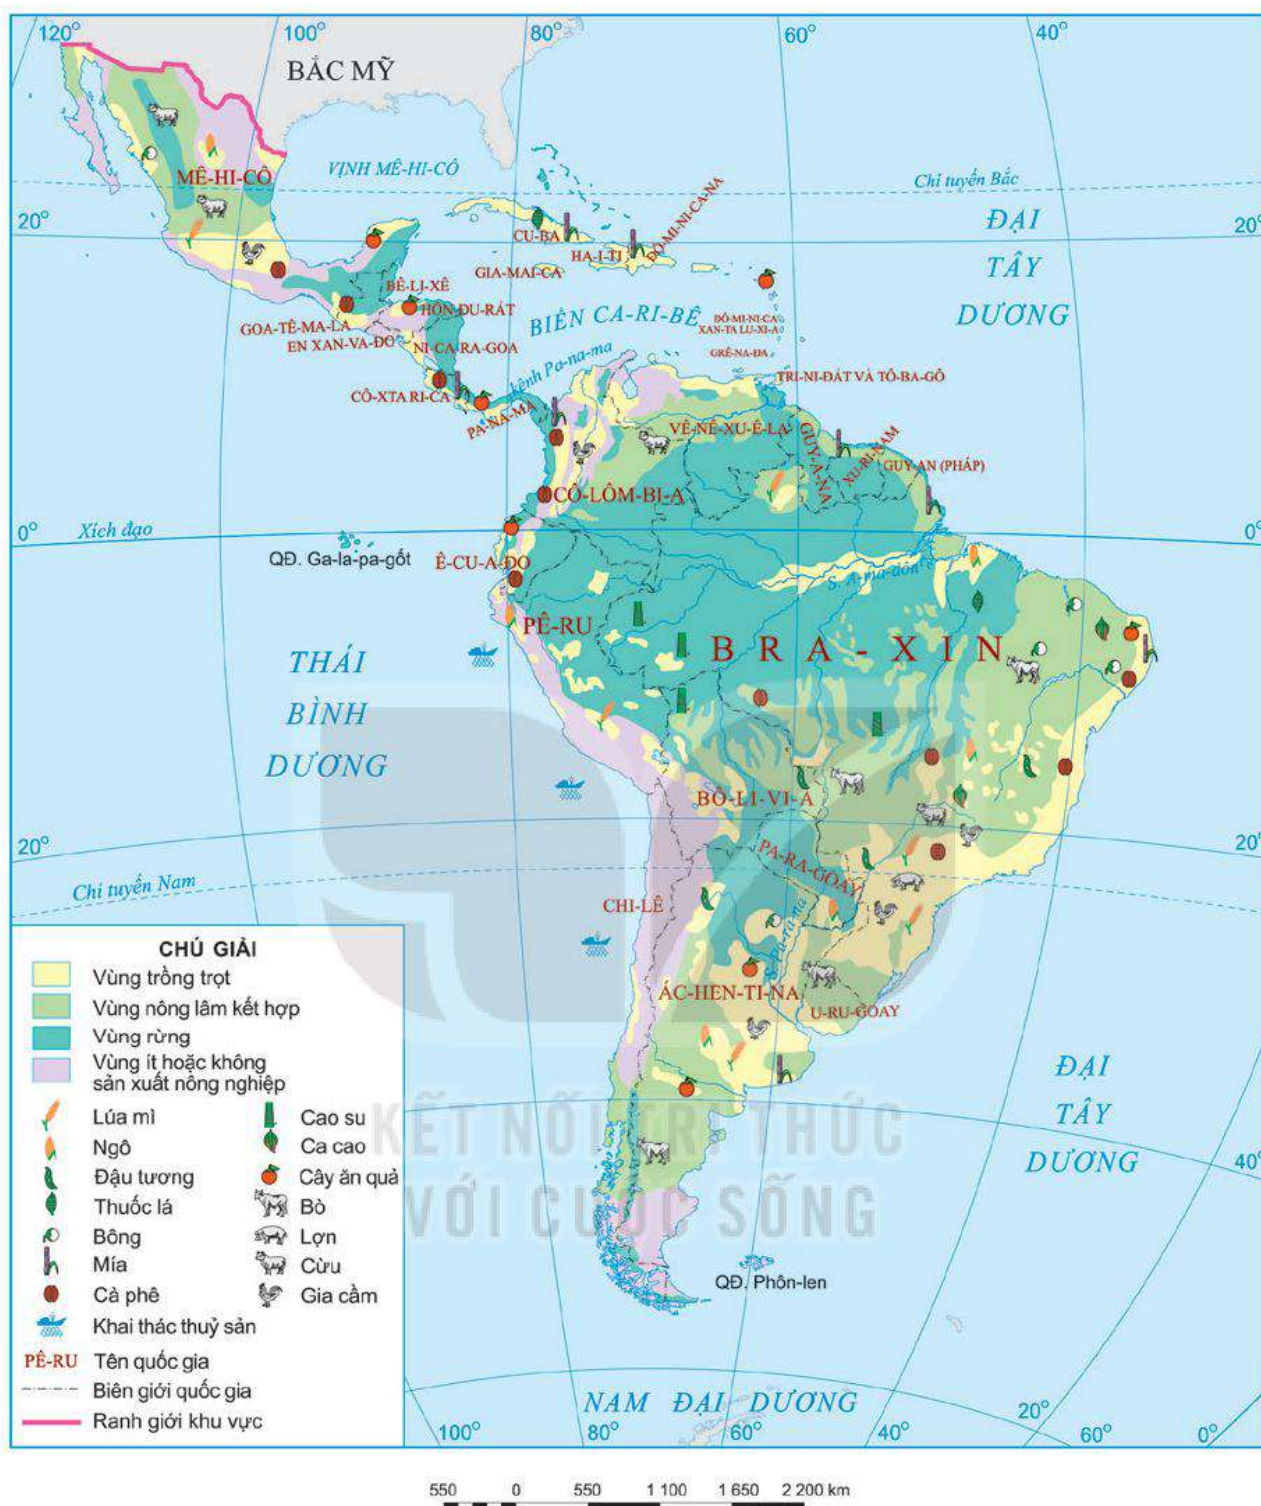 120°
100°
80°
60°
40°
BẮC MỸ
VỊNH MÊ-HI-CÔ
MÊ-HI-CÔ
Chí tuyến Bắc
20°
20°
ĐẠI
TÂY
DƯƠNG
CU-BA
HA-I-TI
ĐÔ-MI-NI-CA-NA
GIA-MAI-CA
BÊ-LI-XÊ
HÔN-ĐU-RÁT
GOA-TÊ-MA-LA
EN XAN-VA-ĐO
NI-CA-RA-GOA
BIỂN CA-RI-BÊ
ĐÔ-MI-NI-CA
XAN-TA LU-XI-A
GRÊ-NA-ĐA
TRI-NI-ĐÁT VÀ TÔ-BA-GÔ
CÔ-XTA RI-CA
kênh Pa-na-ma
PA-NA-MA
VÊ-NÊ-XU-Ê-LA
GUY-A-NA
XU-RI-NAM
GUY-AN (PHÁP)
CÔ-LÔM-BI-A
0°
Xích đạo
0°
QĐ. Ga-la-pa-gốt
Ê-CU-A-ĐO
S. A-ma-dôn
PÊ-RU
BRA-XIN
THÁI
BÌNH
DƯƠNG
BÔ-LI-VI-A
20°
20°
Chí tuyến Nam
PA-RA-GOAY
CHI-LÊ
S. Pa-ra-na
ÁC-HEN-TI-NA
U-RU-GOAY
ĐẠI
TÂY
DƯƠNG
40°
KẾT NỐI TRI THỨC
VỚI CUỘC SỐNG
QĐ. Phôn-len
CHÚ GIẢI
Vùng trồng trọt
Vùng nông lâm kết hợp
Vùng rừng
Vùng ít hoặc không
sản xuất nông nghiệp
Lúa mì
Ngô
Đậu tương
Thuốc lá
Bông
Mía
Cà phê
Khai thác thuỷ sản
Cao su
Ca cao
Cây ăn quả
Bò
Lợn
Cừu
Gia cầm
PÊ-RU Tên quốc gia
Biên giới quốc gia
Ranh giới khu vực
NAM ĐẠI DƯƠNG
100°
80°
60°
40°
20°
60°
0°
550 0 550 1 100 1 650 2 200 km